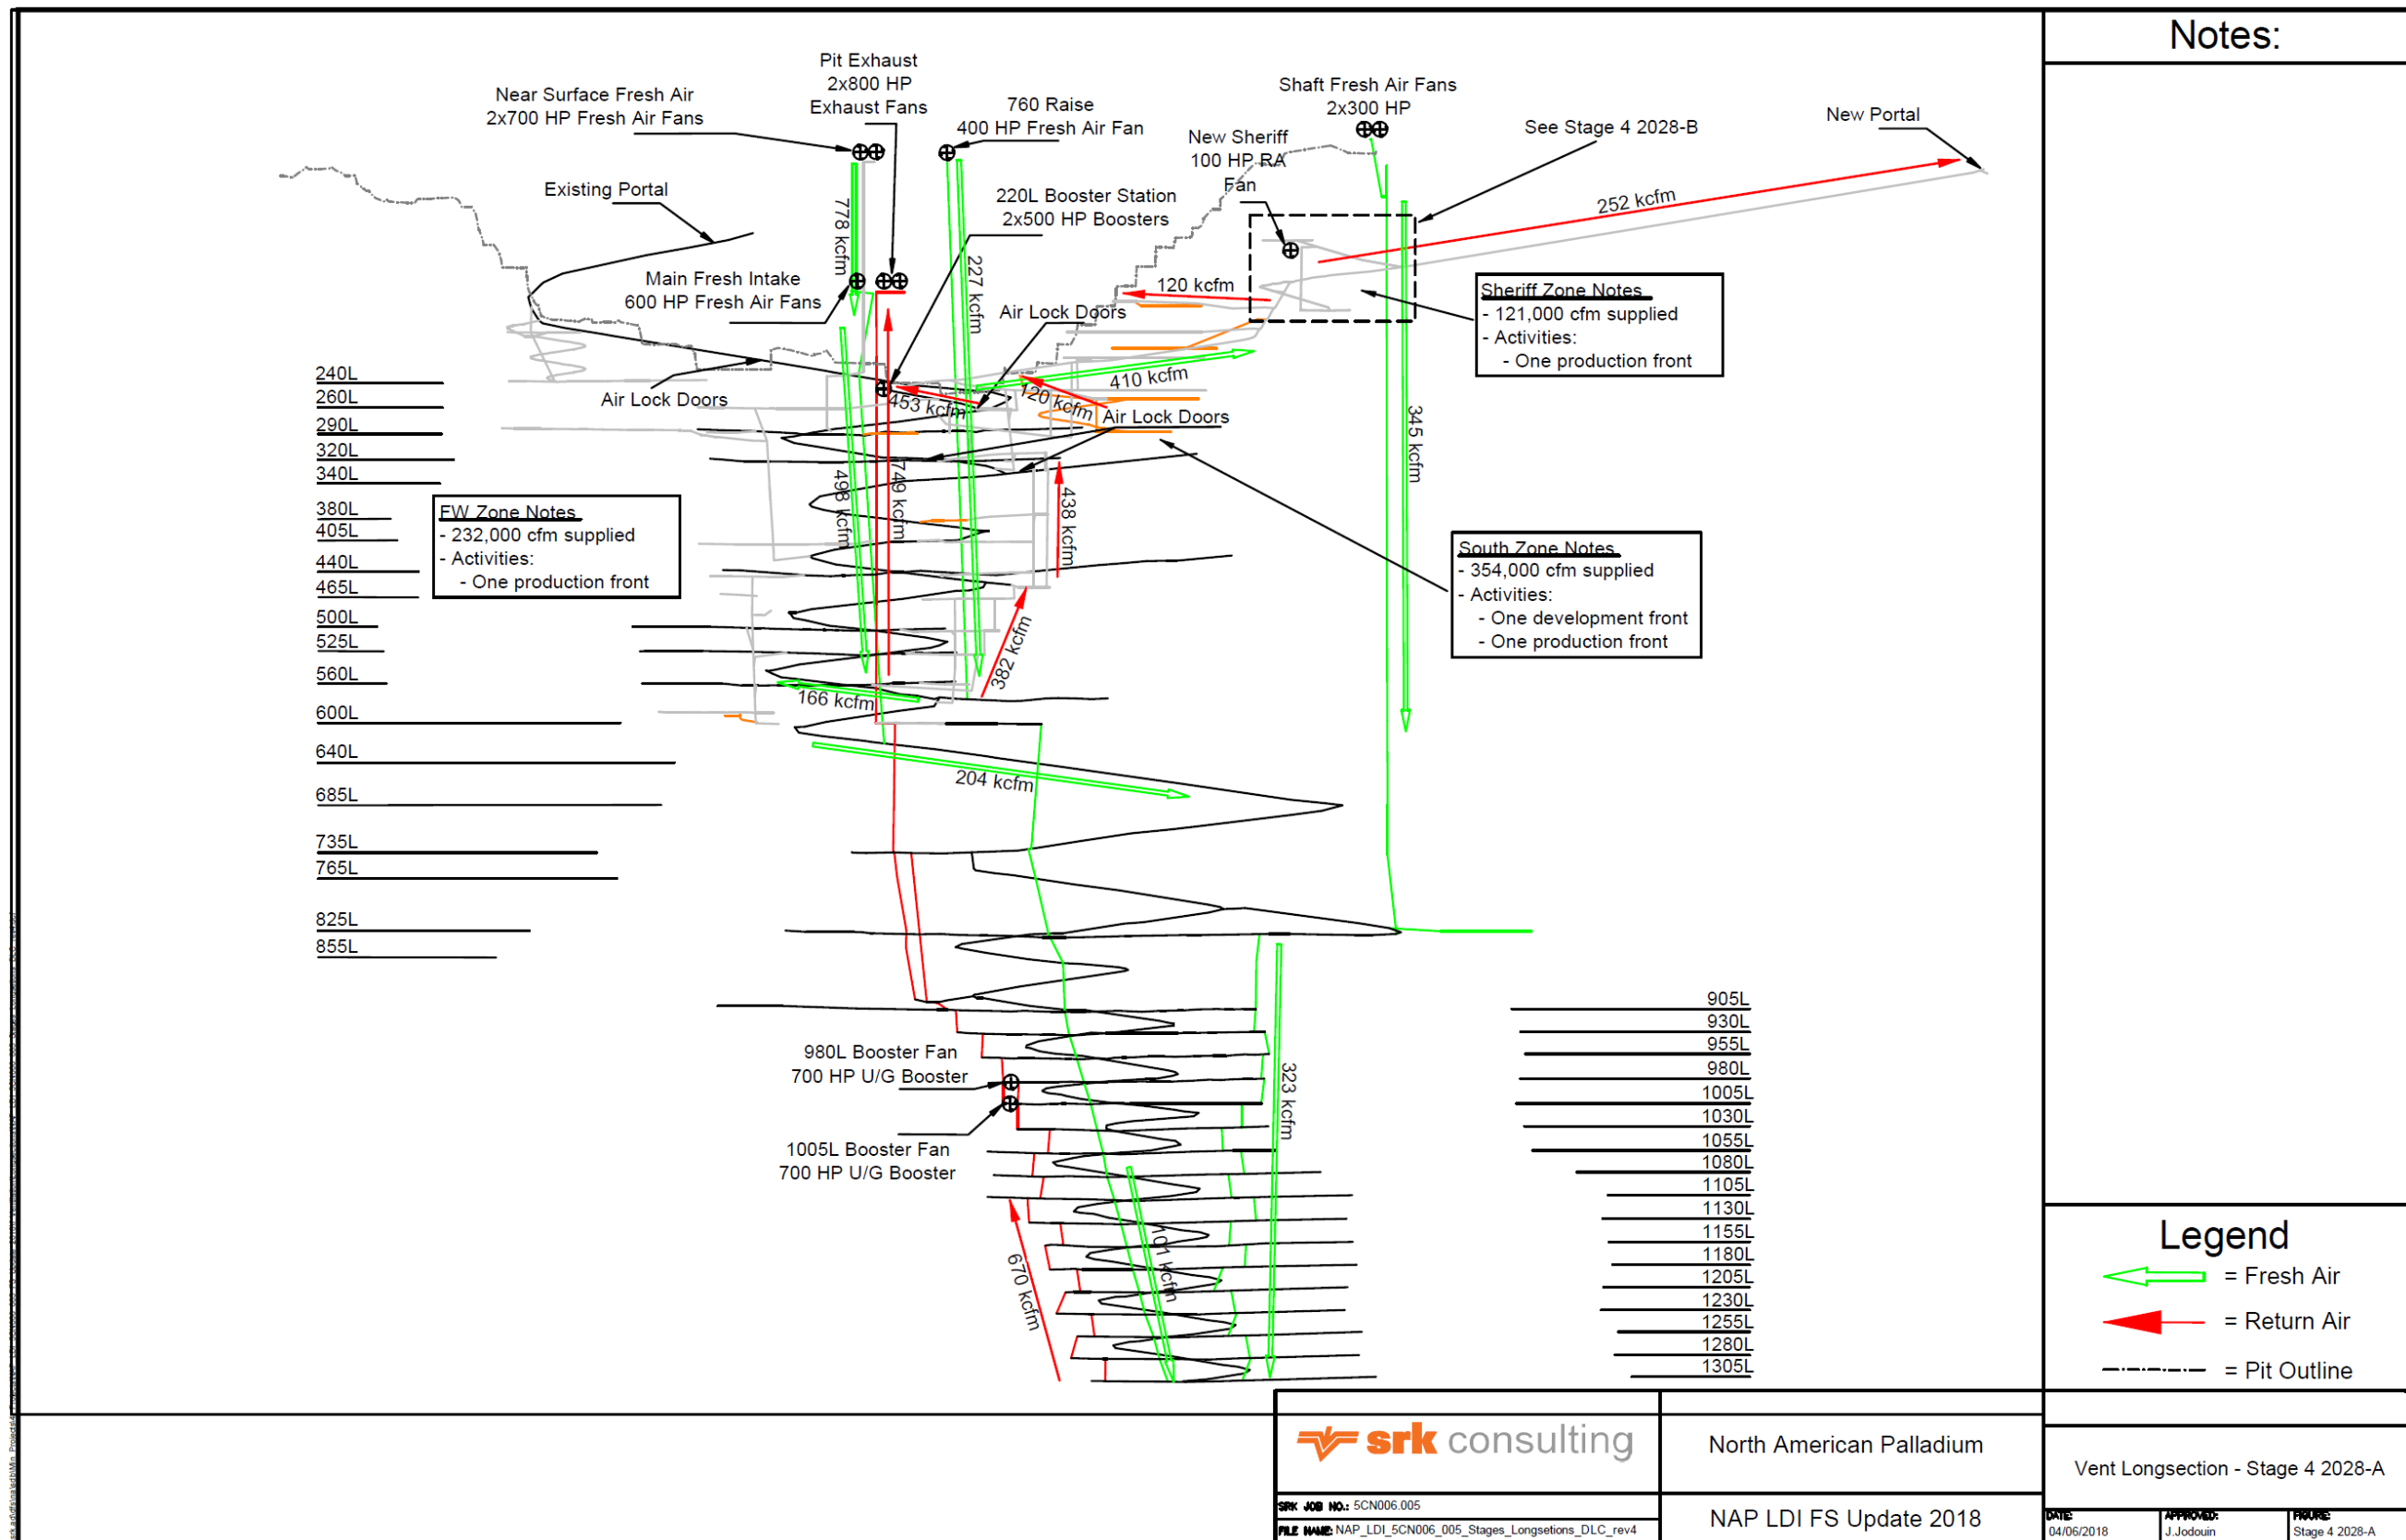 Notes:
Pit Exhaust
2x800 HP
Exhaust Fans
Near Surface Fresh Air
2x700 HP Fresh Air Fans
760 Raise
400 HP Fresh Air Fan
Shaft Fresh Air Fans
2x300 HP
New Sheriff
100 HP RA
Fan
See Stage 4 2028-B
New Portal
Existing Portal
220L Booster Station
2x500 HP Boosters
252 kcfm
778 kcfm
227 kcfm
Main Fresh Intake
600 HP Fresh Air Fans
120 kcfm
Air Lock Doors
Sheriff Zone Notes
- 121,000 cfm supplied
- Activities:
- One production front
Air Lock Doors
453 kcfm
120 kcfm
410 kcfm
Air Lock Doors
345 kcfm
240L
260L
290L
320L
340L
380L
405L
440L
465L
500L
525L
560L
600L
640L
685L
735L
765L
825L
855L
FW Zone Notes
- 232,000 cfm supplied
- Activities:
- One production front
498 kcfm
749 kcfm
438 kcfm
South Zone Notes
- 354,000 cfm supplied
- Activities:
- One development front
- One production front
382 kcfm
166 kcfm
204 kcfm
980L Booster Fan
700 HP U/G Booster
1005L Booster Fan
700 HP U/G Booster
323 kcfm
101 kcfm
670 kcfm
905L
930L
955L
980L
1005L
1030L
1055L
1080L
1105L
1130L
1155L
1180L
1205L
1230L
1255L
1280L
1305L
Legend
= Fresh Air
= Return Air
= Pit Outline
srk consulting
North American Palladium
Vent Longsection - Stage 4 2028-A
SRK JOB NO.: 5CN006.005
FILE NAME: NAP_LDI_5CN006_005_Stages_Longsetions_DLC_rev4
NAP LDI FS Update 2018
DATE:
04/06/2018
APPROVED:
J.Jodouin
FIGURE:
Stage 4 2028-A